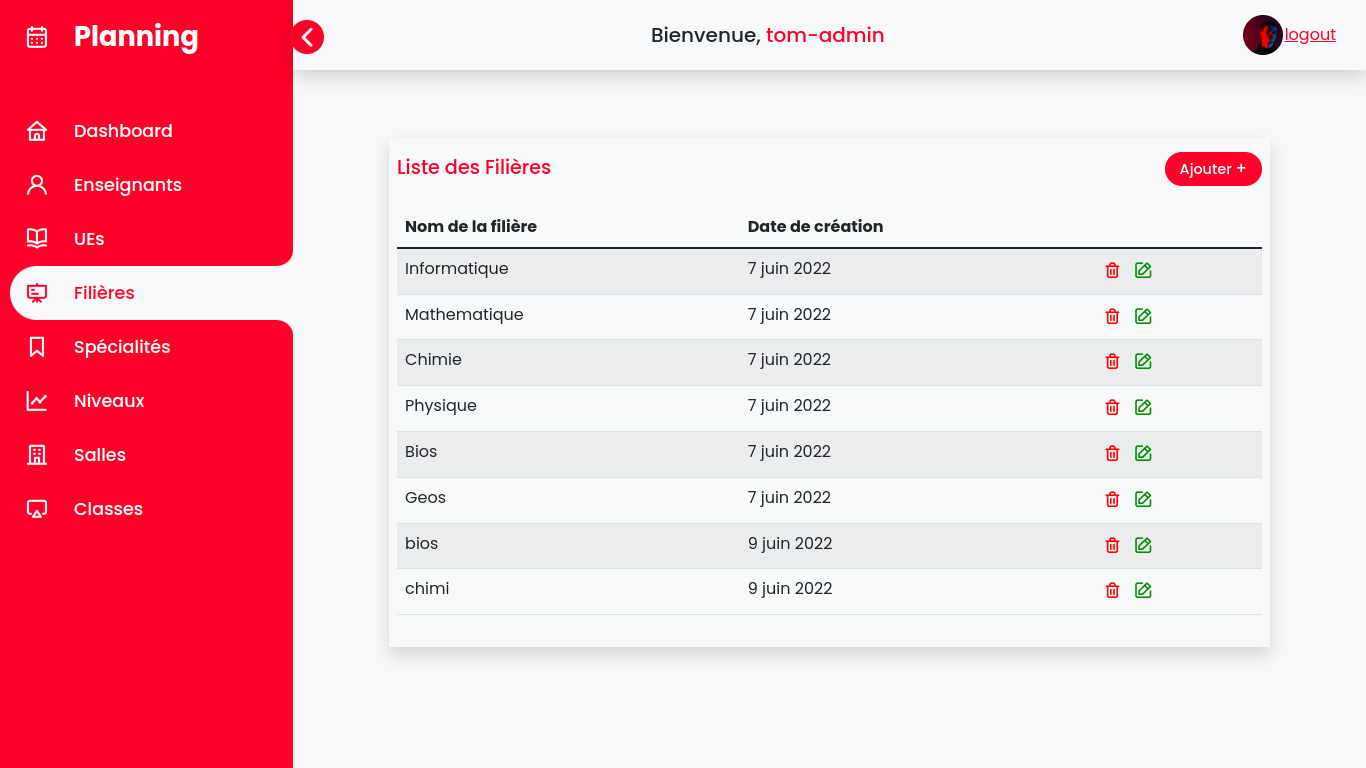 Planning
Bienvenue, tom-admin
logout
Dashboard
Enseignants
UEs
Filières
Spécialités
Niveaux
Salles
Classes
Liste des Filières
Ajouter +
Nom de la filière Date de création
Informatique 7 juin 2022
Mathematique 7 juin 2022
Chimie 7 juin 2022
Physique 7 juin 2022
Bios 7 juin 2022
Geos 7 juin 2022
bios 9 juin 2022
chimi 9 juin 2022